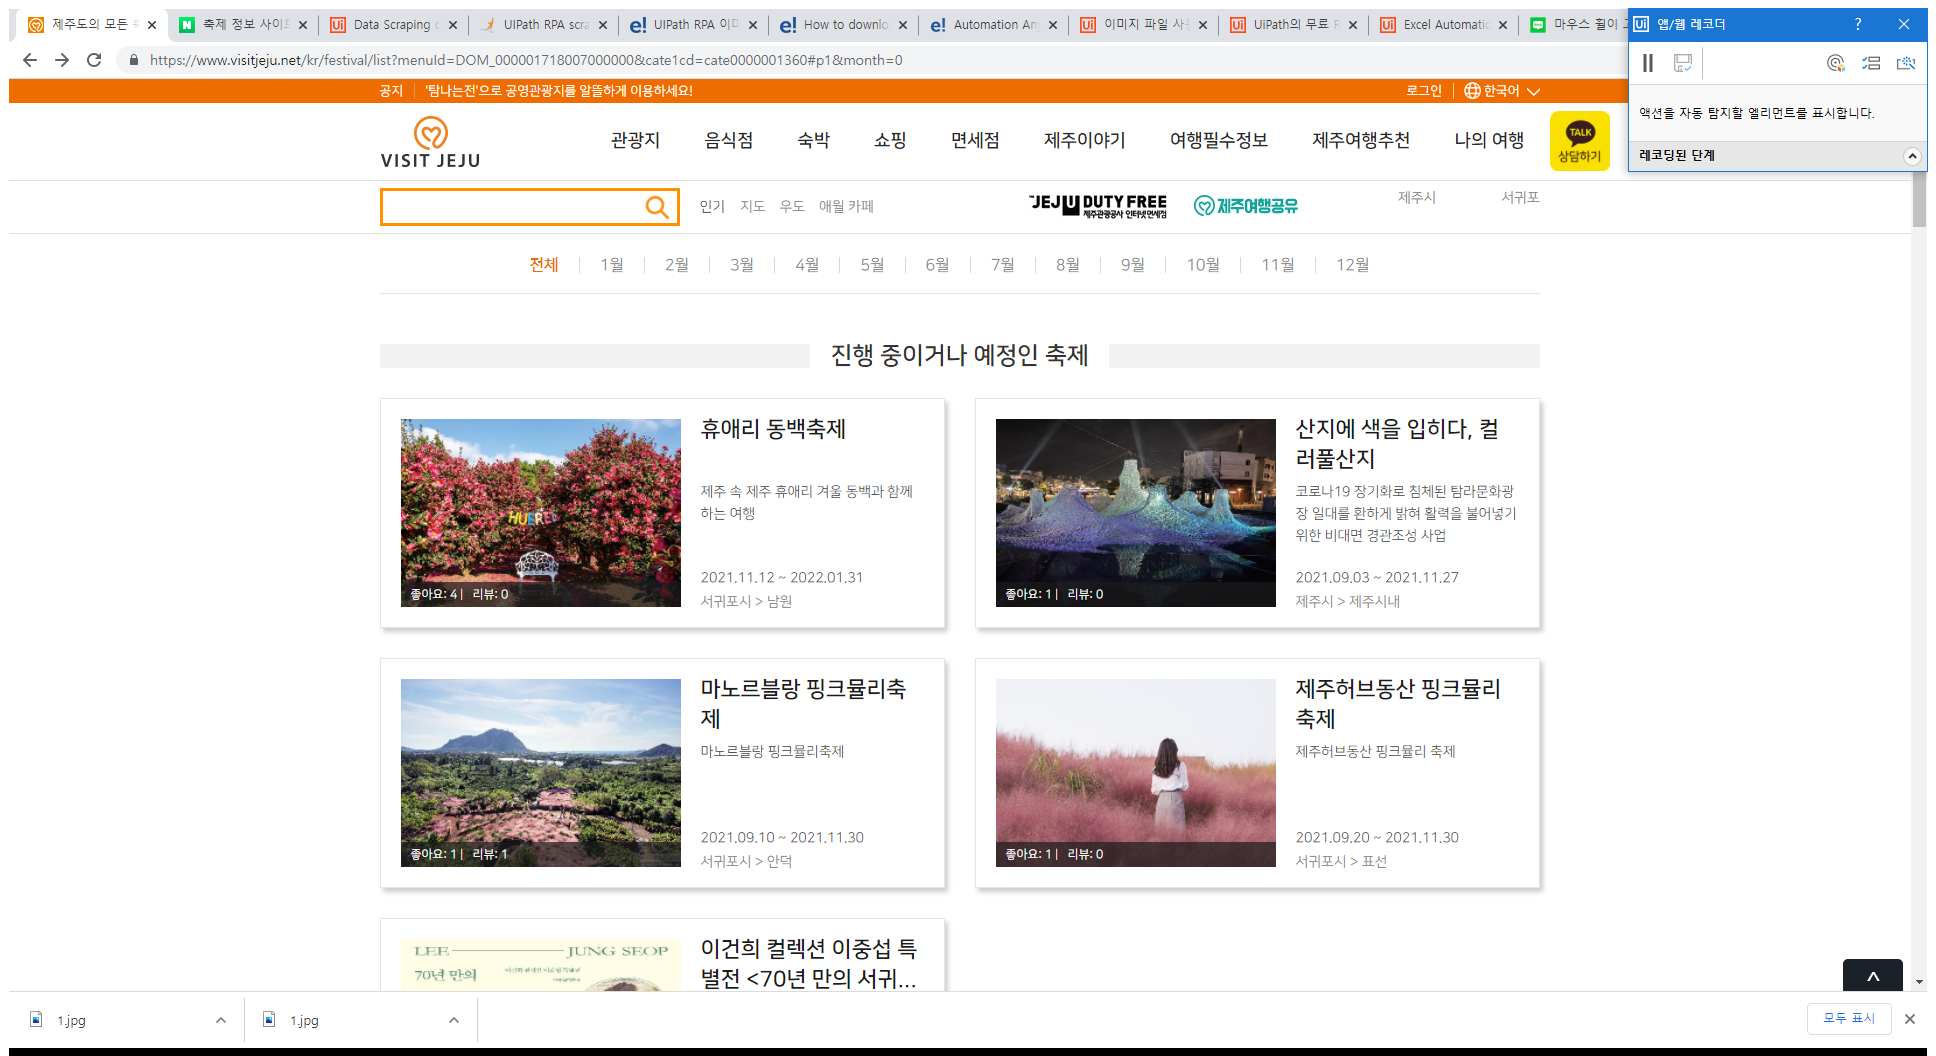 제주도의 모든
축제 정보 사이트
Data Scraping
UIPath RPA scra
UIPath RPA 이미
How to downlo
Automation An
이미지 파일 사
UiPath의 무료 R
Excel Automatic
마우스 휠이
Ui 앱/웹 레코더 ?
https://www.visitjeju.net/kr/festival/list?menuId=DOM_000001718007000000&cate1cd=cate0000001360#p1&month=0
액션을 자동 탐지할 엘리먼트를 표시합니다.
레코딩된 단계
공지 '탐나는전'으로 공영관광지를 알뜰하게 이용하세요! 로그인 한국어
VISIT JEJU
관광지 음식점 숙박 쇼핑 면세점 제주이야기 여행필수정보 제주여행추천 나의 여행
TALK
상담하기
인기 지도 우도 애월 카페
JEJU DUTY FREE
제주관광공사 인터넷면세점
제주여행공유
제주시 서귀포
전체 1월 2월 3월 4월 5월 6월 7월 8월 9월 10월 11월 12월
진행 중이거나 예정인 축제
휴애리 동백축제
제주 속 제주 휴애리 겨울 동백과 함께
하는 여행
2021.11.12 ~ 2022.01.31
서귀포시 > 남원
좋아요: 4 | 리뷰: 0
산지에 색을 입히다, 컬
러풀산지
코로나19 장기화로 침체된 탐라문화광
장 일대를 환하게 밝혀 활력을 불어넣기
위한 비대면 경관조성 사업
2021.09.03 ~ 2021.11.27
제주시 > 제주시내
좋아요: 1 | 리뷰: 0
마노르블랑 핑크뮬리축
제
마노르블랑 핑크뮬리축제
2021.09.10 ~ 2021.11.30
서귀포시 > 안덕
좋아요: 1 | 리뷰: 1
제주허브동산 핑크뮬리
축제
제주허브동산 핑크뮬리 축제
2021.09.20 ~ 2021.11.30
서귀포시 > 표선
좋아요: 1 | 리뷰: 0
LEE JUNG SEOP
70년 만의
이건희 컬렉션 이중섭 특
별전 <70년 만의 서귀...
1.jpg
1.jpg
모두 표시